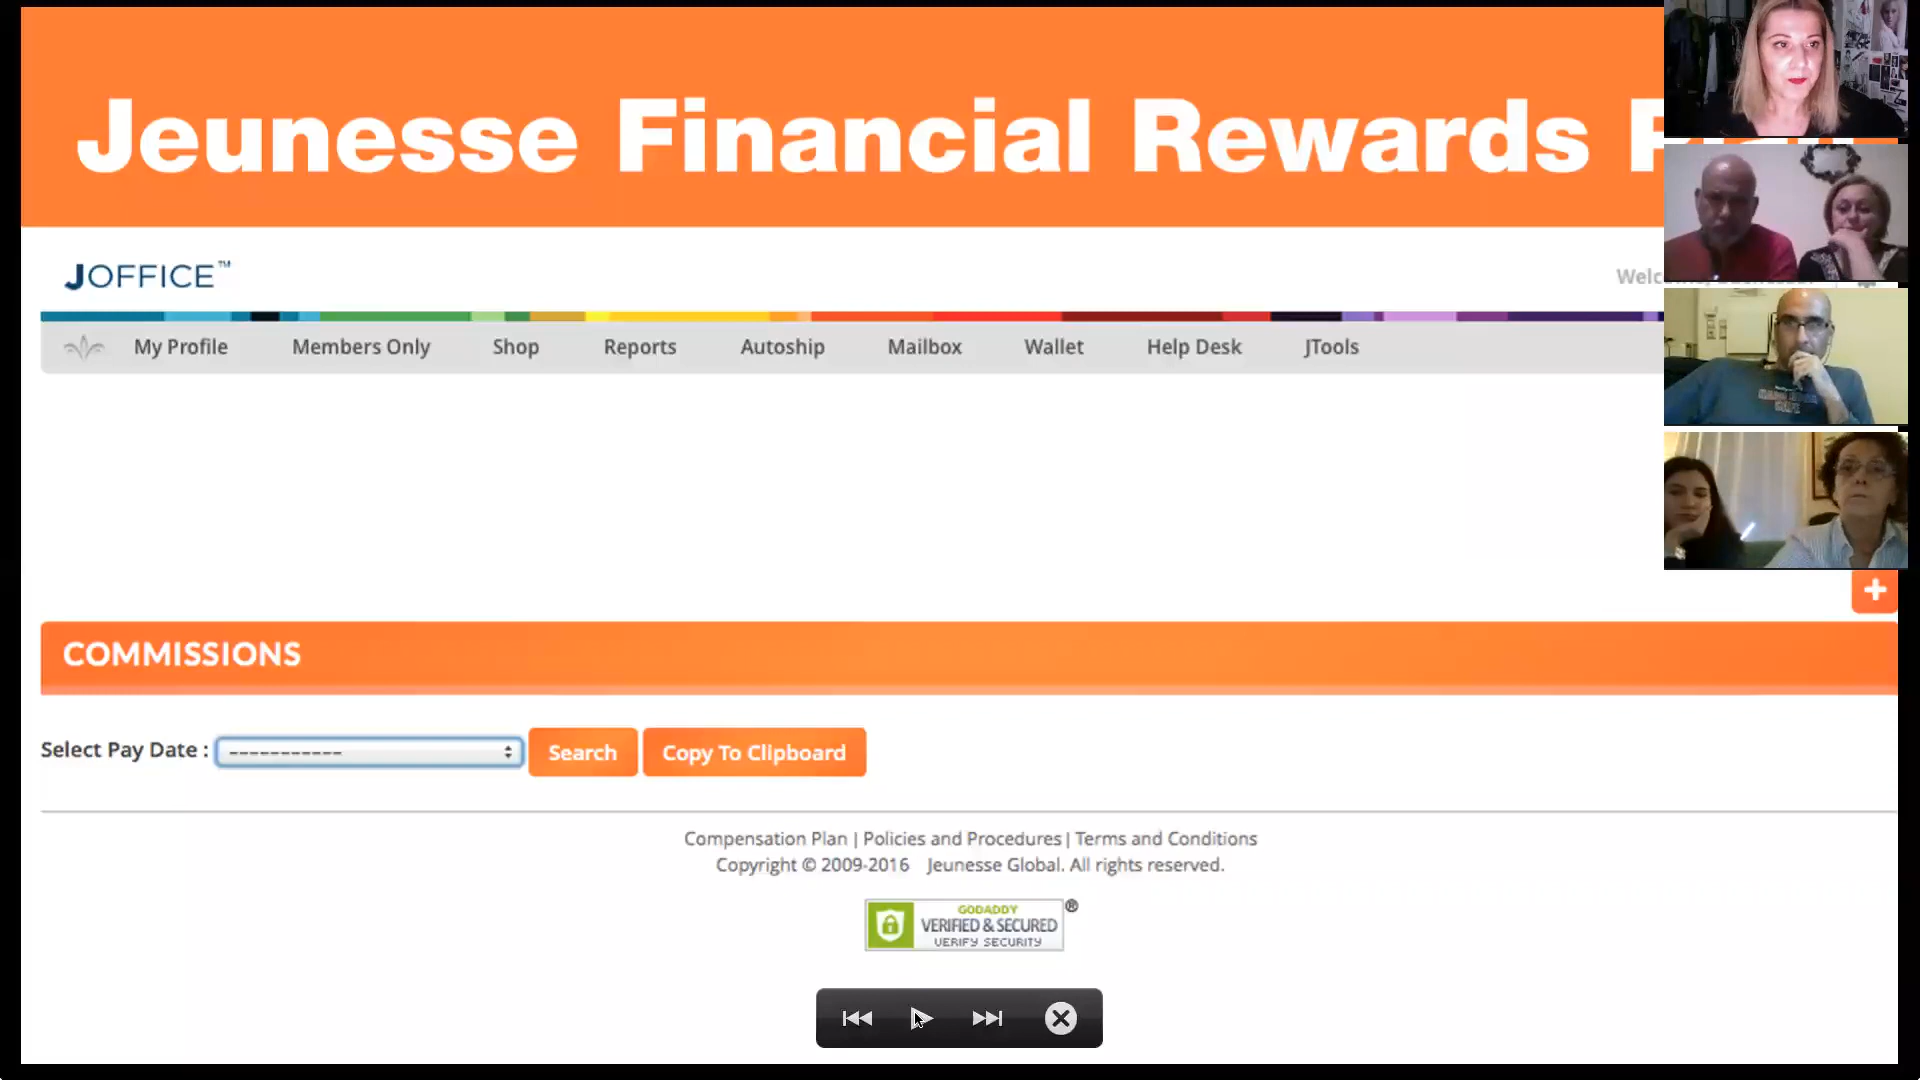 Jeunesse Financial Rewards
JOFFICE™
My Profile Members Only Shop Reports Autoship Mailbox Wallet Help Desk JTools
COMMISSIONS
Select Pay Date : ----------- Search Copy To Clipboard
Compensation Plan | Policies and Procedures | Terms and Conditions
Copyright © 2009-2016 Jeunesse Global. All rights reserved.
GODADDY ®
VERIFIED & SECURED
VERIFY SECURITY